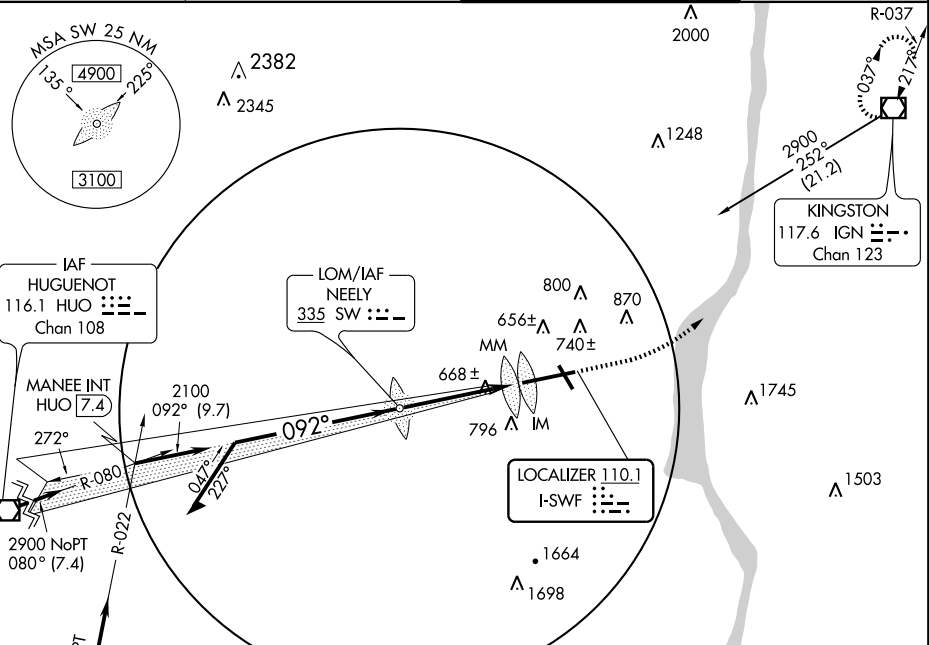 MSA SW 25 NM
135°
4900
225°
3100
2382
2345
2000
R-037
037°
217°
1248
2900
252°
(21.2)
KINGSTON
117.6 IGN
Chan 123
IAF
HUGUENOT
116.1 HUO
Chan 108
LOM/IAF
NEELY
335 SW
800
870
656±
740±
MM
668±
MANEE INT
HUO 7.4
2100
092° (9.7)
092°
796
IM
1745
272°
R-080
047°
227°
LOCALIZER 110.1
I-SWF
1503
2900 NoPT
080° (7.4)
R-022
1664
1698